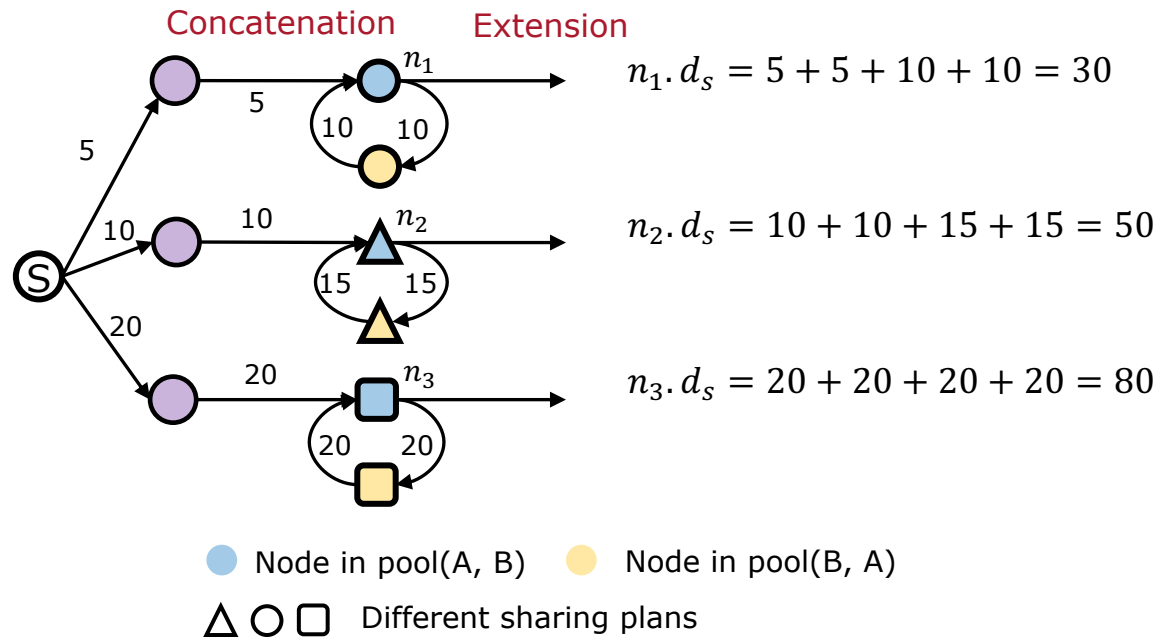 Concatenation Extension
n₁
n₁.dₛ = 5 + 5 + 10 + 10 = 30
5
5
10 10
n₂
n₂.dₛ = 10 + 10 + 15 + 15 = 50
10
10
S
15 15
20
n₃
n₃.dₛ = 20 + 20 + 20 + 20 = 80
20
20 20
Node in pool(A, B) Node in pool(B, A)
Different sharing plans